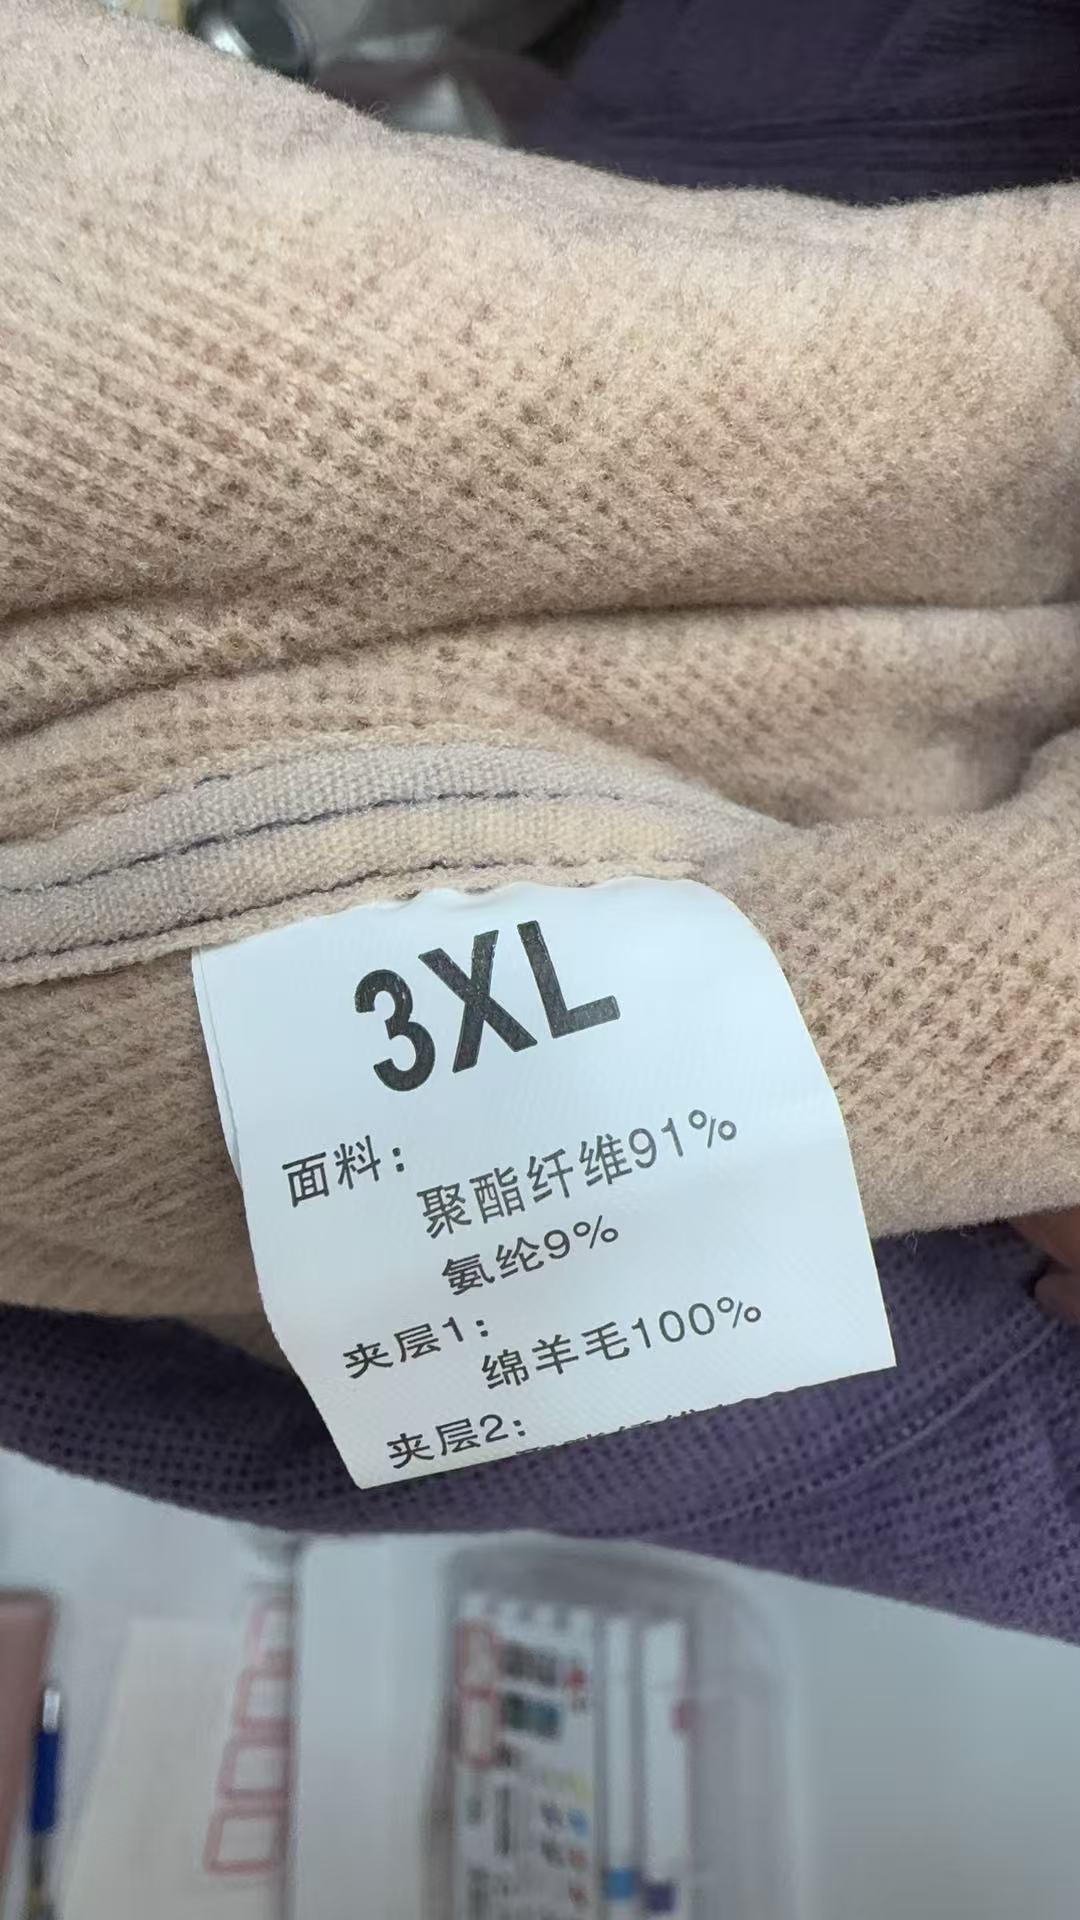 3XL
面料：
聚酯纤维91%
氨纶9%
夹层1：
绵羊毛100%
夹层2：